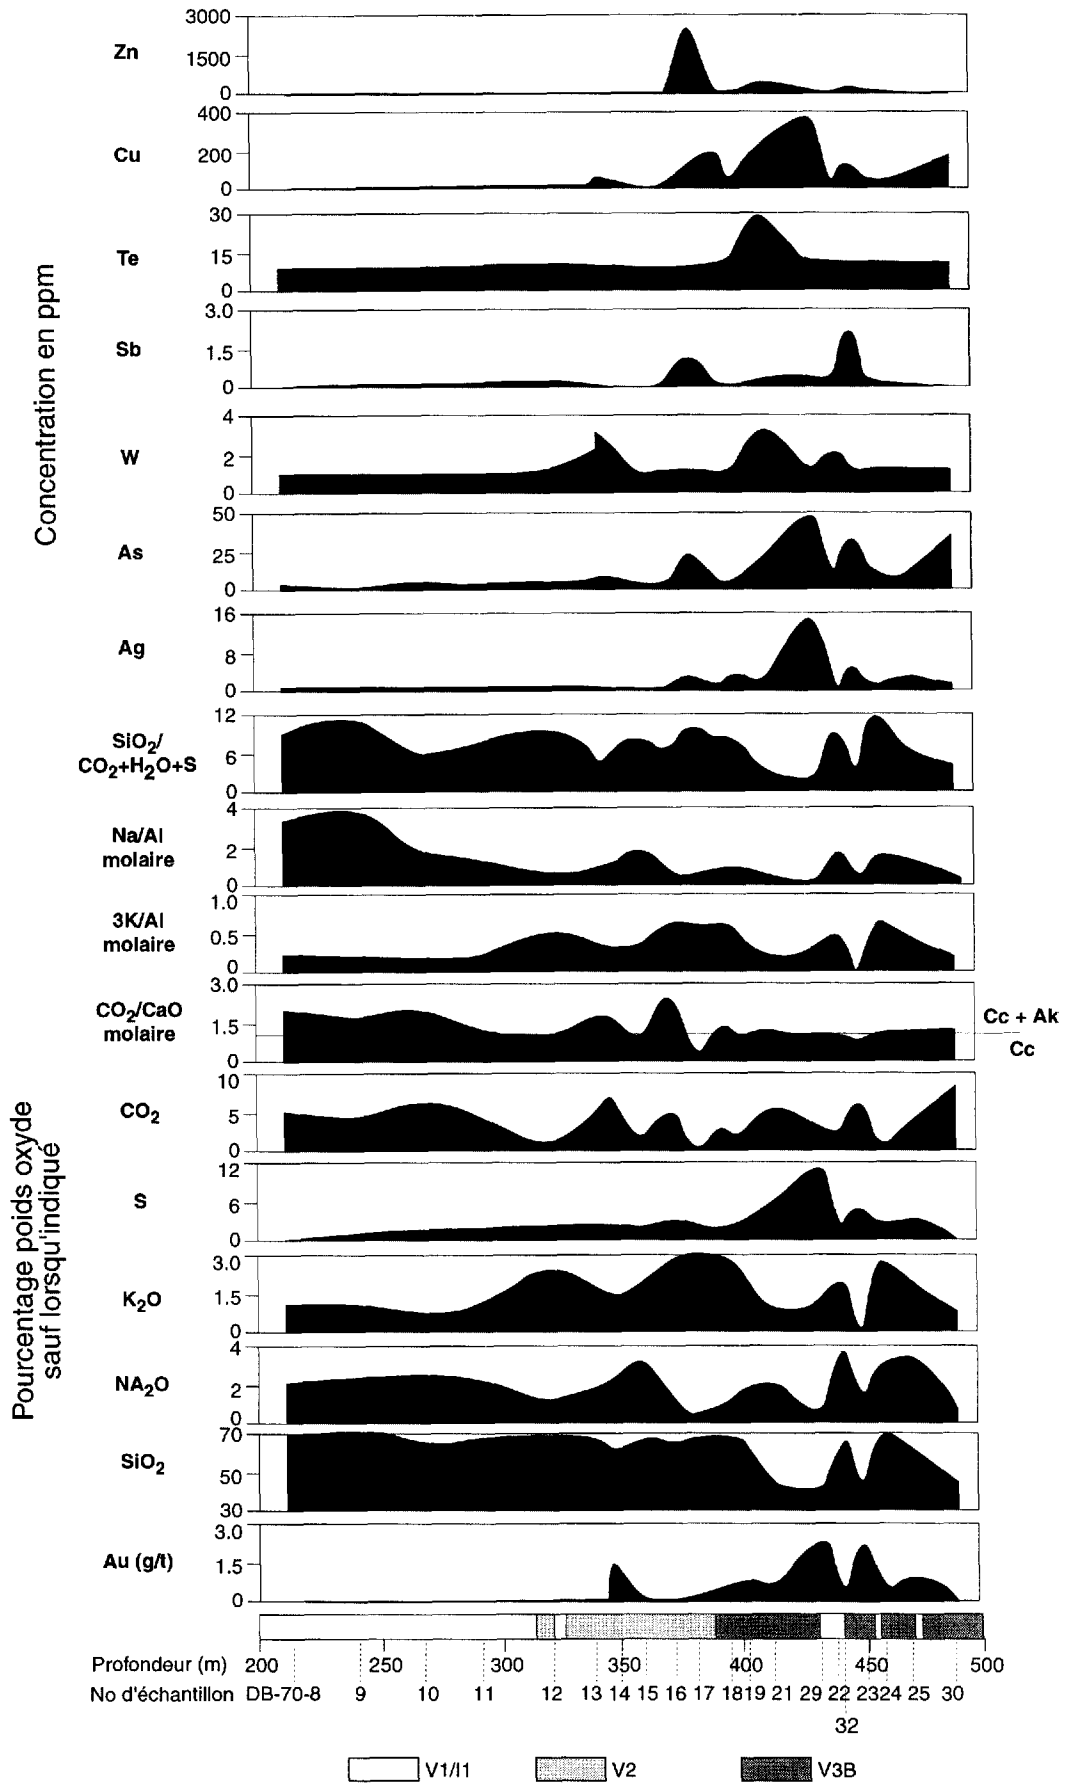 Concentration en ppm
Zn
3000
1500
0
Cu
400
200
0
Te
30
15
0
Sb
3.0
1.5
0
W
4
2
0
As
50
25
0
Ag
16
8
0
SiO2/
CO2+H2O+S
12
6
0
Na/Al
molaire
4
2
0
3K/Al
molaire
1.0
0.5
0
CO2/CaO
molaire
3.0
1.5
0
Cc + Ak
Cc
Pourcentage poids oxyde
sauf lorsqu'indiqué
CO2
10
5
0
S
12
6
0
K2O
3.0
1.5
0
NA2O
4
2
0
SiO2
70
50
30
Au (g/t)
3.0
1.5
0
Profondeur (m) 200 250 300 350 400 450 500
No d'échantillon DB-70-8 9 10 11 12 13 14 15 16 17 18 19 21 29 22 23 24 25 30
32
V1/I1 V2 V3B